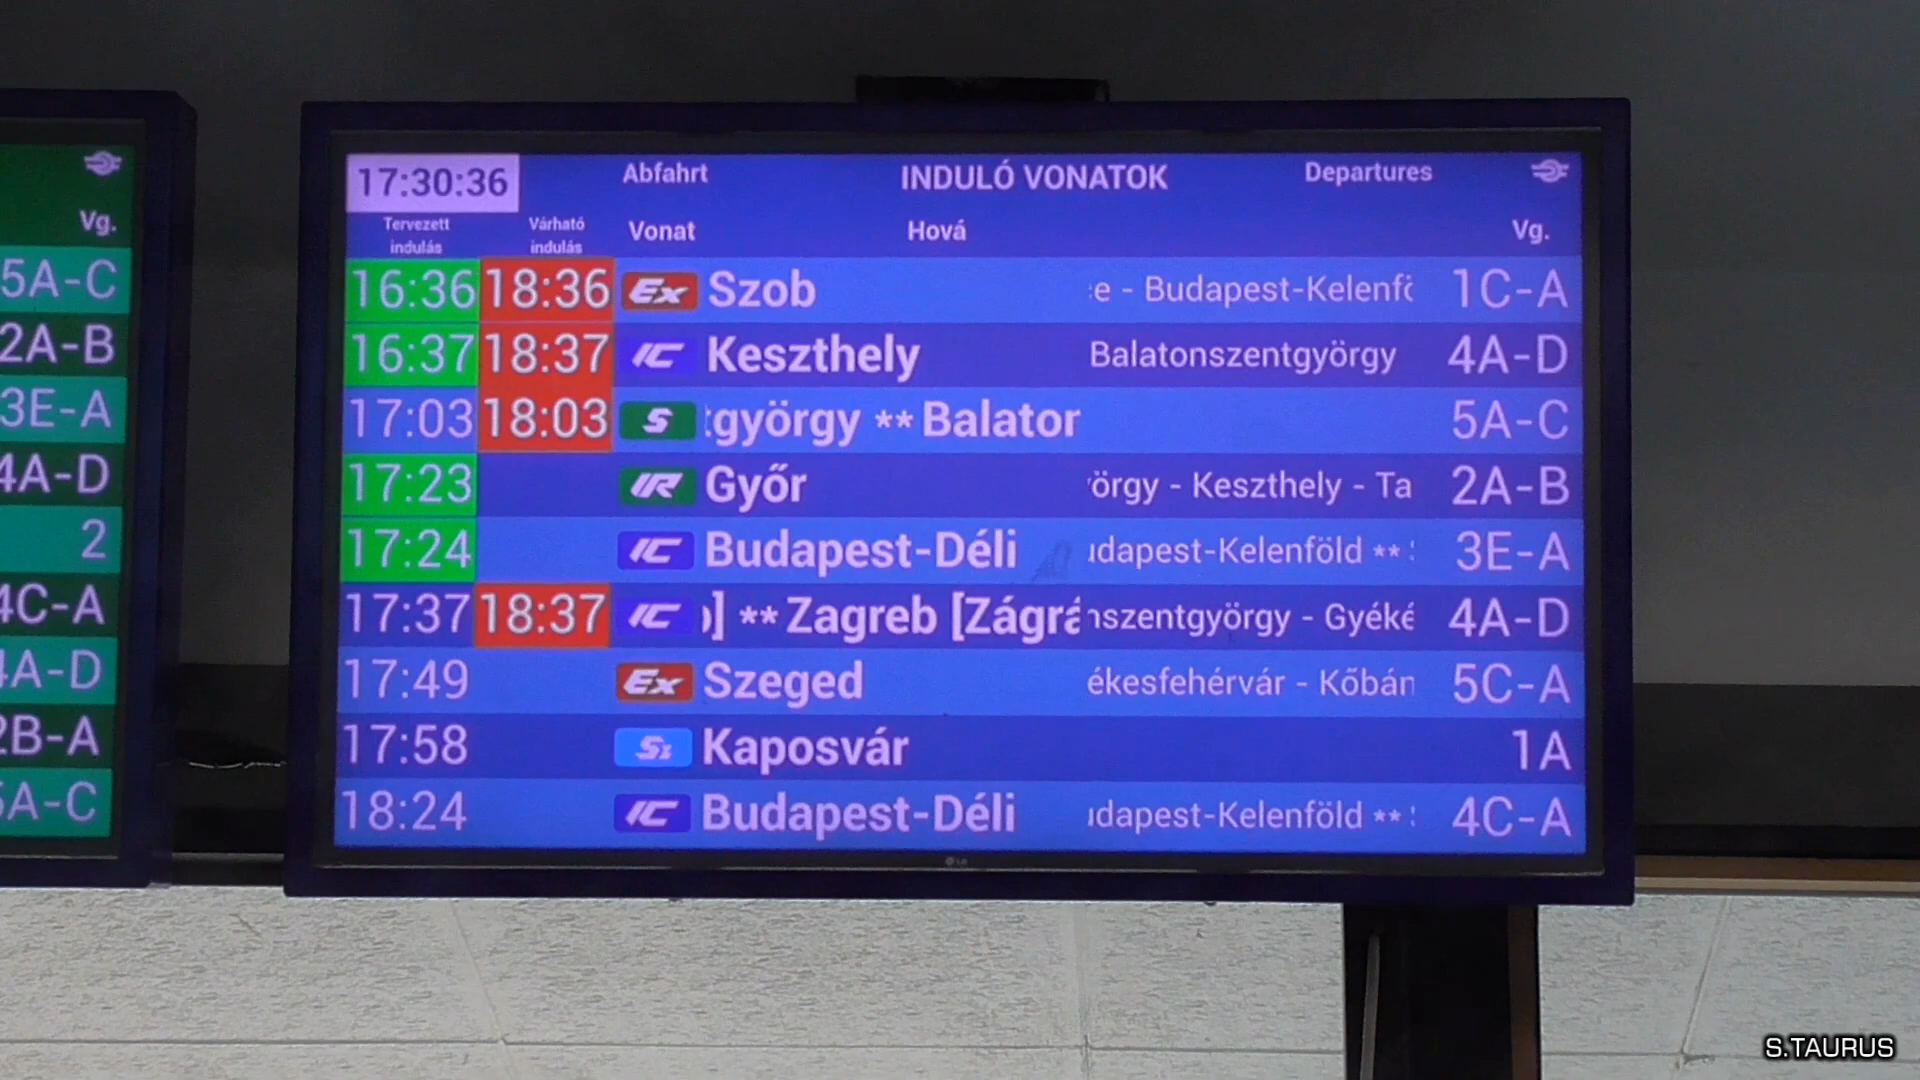 17:30:36 Abfahrt INDULÓ VONATOK Departures
Tervezett indulás Várható indulás Vonat Hová Vg.
16:36 18:36 Ex Szob e - Budapest-Kelenfö 1C-A
16:37 18:37 IC Keszthely Balatonszentgyörgy 4A-D
17:03 18:03 S györgy ** Balaton 5A-C
17:23 IR Győr örgy - Keszthely - Ta 2A-B
17:24 IC Budapest-Déli udapest-Kelenföld ** 3E-A
17:37 18:37 IC ] ** Zagreb [Zágrá nszentgyörgy - Gyéké 4A-D
17:49 Ex Szeged ékesfehérvár - Kőbán 5C-A
17:58 Kaposvár 1A
18:24 IC Budapest-Déli udapest-Kelenföld ** 4C-A
Vg.
5A-C
2A-B
3E-A
4A-D
2
4C-A
4A-D
2B-A
5A-C
LG
S.TAURUS